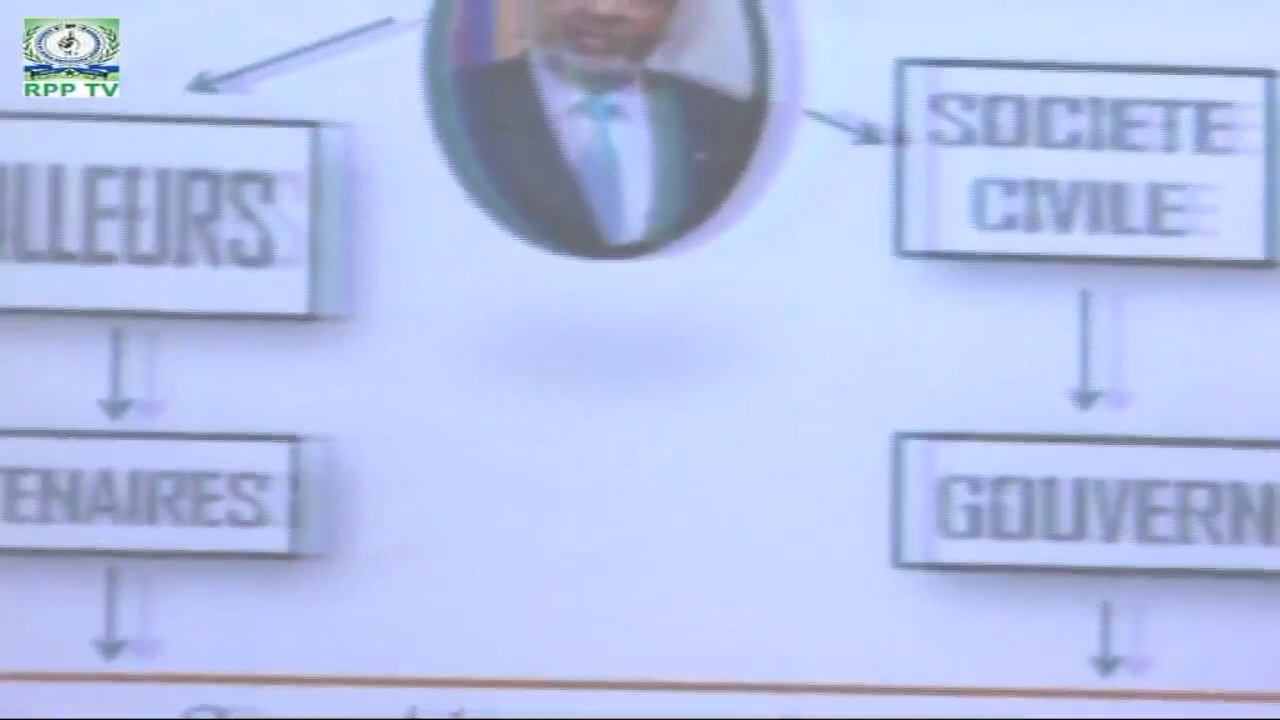 RPP TV
ILLEURS
SOCIETE
CIVILE
TENAIRES
GOUVERN